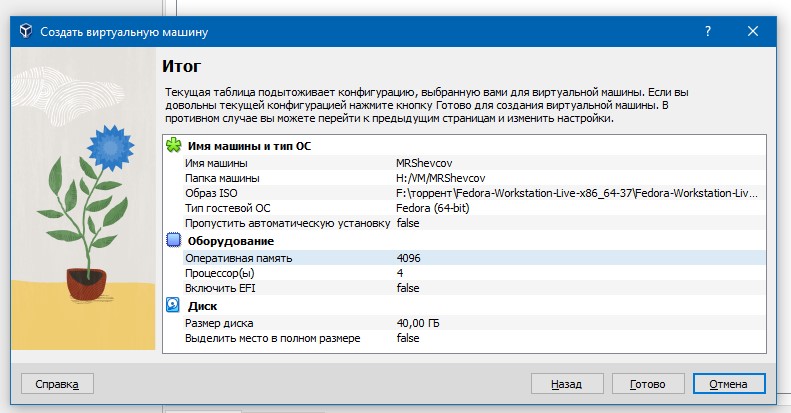 Создать виртуальную машину
?
Итог
Текущая таблица подытоживает конфигурацию, выбранную вами для виртуальной машины. Если вы
довольны текущей конфигурацией нажмите кнопку Готово для создания виртуальной машины. В
противном случае вы можете перейти к предыдущим страницам и изменить настройки.
Имя машины и тип ОС
Имя машины MRShevcov
Папка машины H:/VM/MRShevcov
Образ ISO F:\торрент\Fedora-Workstation-Live-x86_64-37\Fedora-Workstation-Liv...
Тип гостевой ОС Fedora (64-bit)
Пропустить автоматическую установку false
Оборудование
Оперативная память 4096
Процессор(ы) 4
Включить EFI false
Диск
Размер диска 40,00 ГБ
Выделить место в полном размере false
Справка Назад Готово Отмена